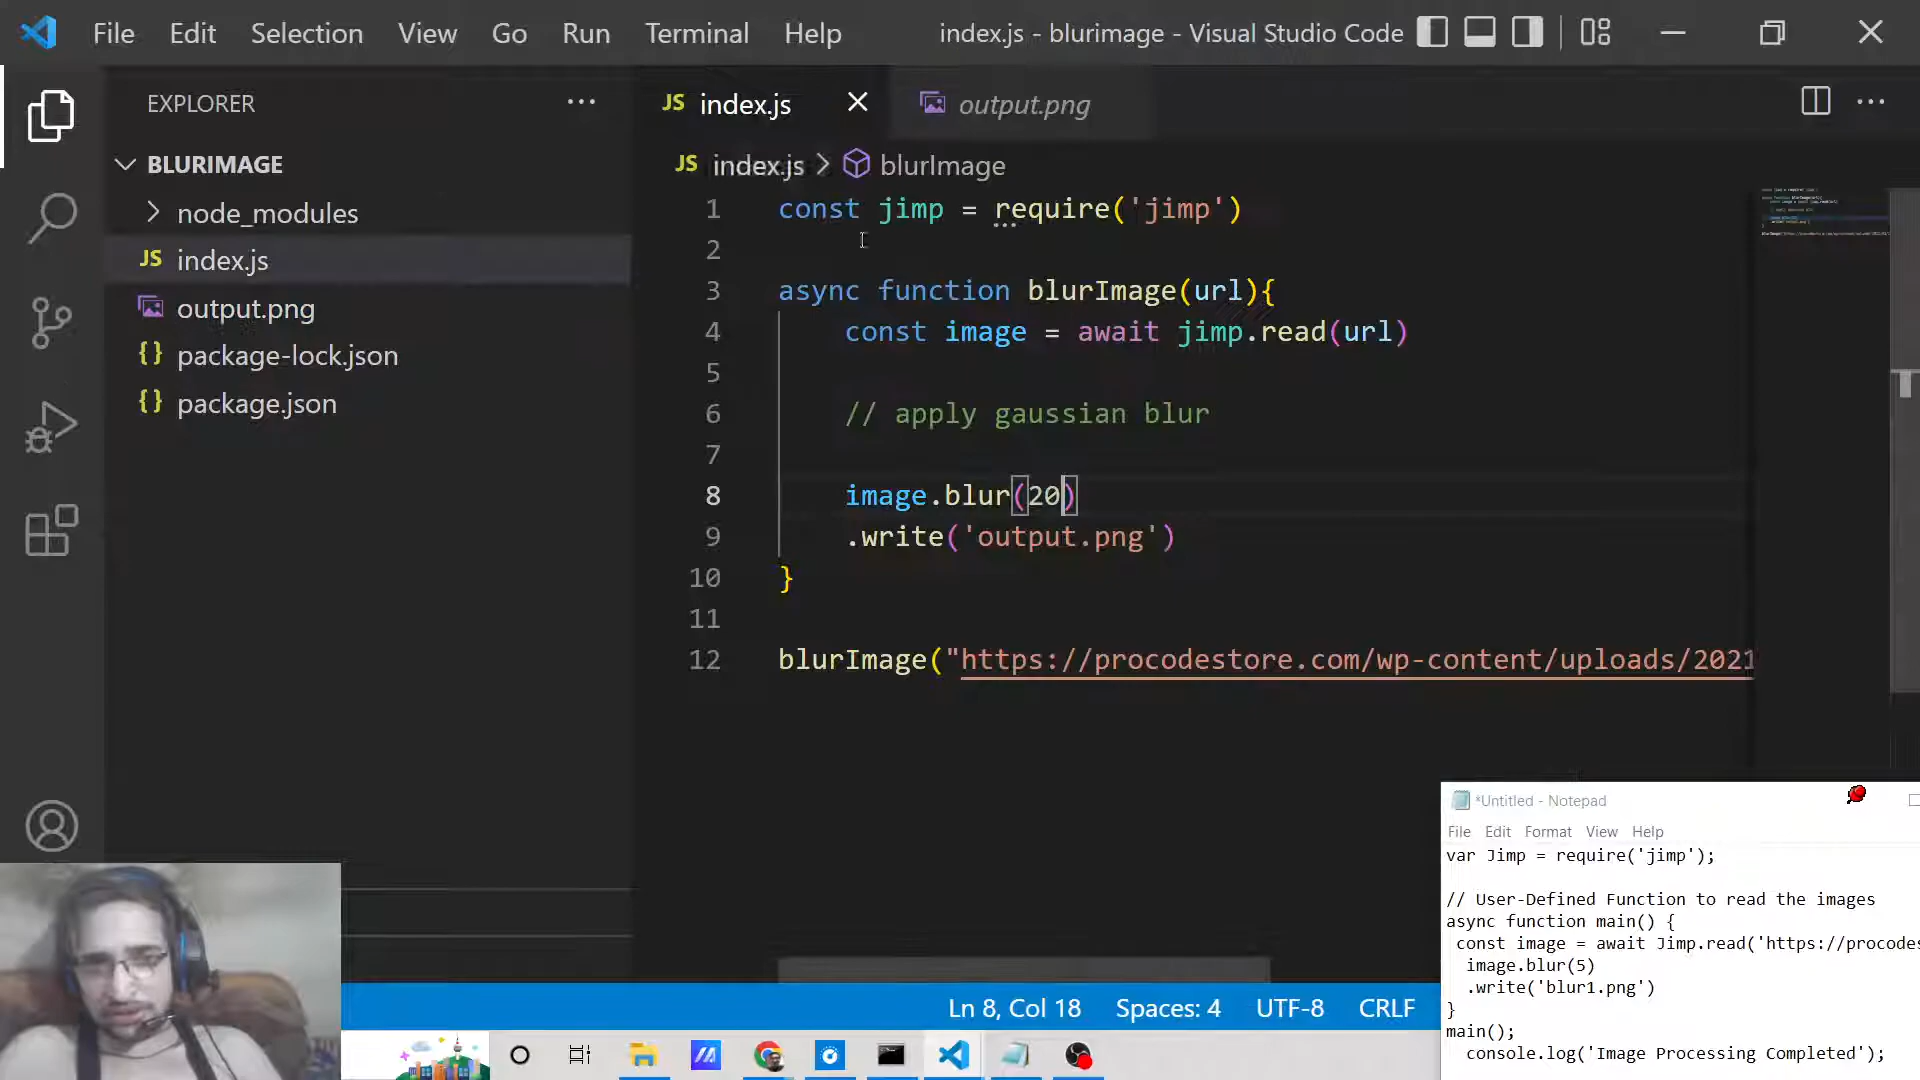 File Edit Selection View Go Run Terminal Help index.js - blurimage - Visual Studio Code
EXPLORER
BLURIMAGE
node_modules
JS index.js
output.png
{} package-lock.json
{} package.json
JS index.js output.png
JS index.js > blurImage
1 const jimp = require('jimp')
2
3 async function blurImage(url){
4 const image = await jimp.read(url)
5
6 // apply gaussian blur
7
8 image.blur(20)
9 .write('output.png')
10 }
11
12 blurImage("https://procodestore.com/wp-content/uploads/2021
Ln 8, Col 18 Spaces: 4 UTF-8 CRLF
*Untitled - Notepad
File Edit Format View Help
var Jimp = require('jimp');
// User-Defined Function to read the images
async function main() {
const image = await Jimp.read('https://procodes
image.blur(5)
.write('blur1.png')
}
main();
console.log('Image Processing Completed');